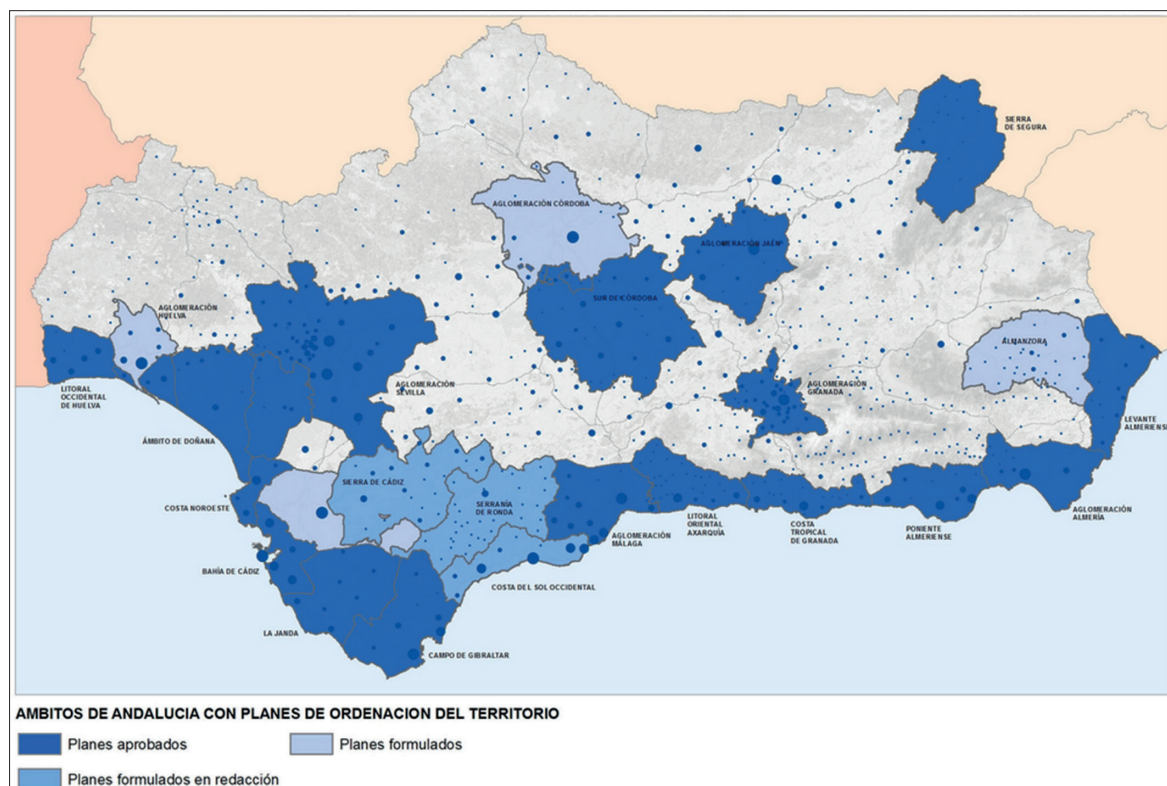 SIERRA
DE SEGURA
AGLOMERACIÓN CÓRDOBA
AGLOMERACIÓN JAÉN
SUR DE CÓRDOBA
AGLOMERACIÓN
HUELVA
ALMANZORA
LITORAL
OCCIDENTAL
DE HUELVA
AGLOMERACIÓN
SEVILLA
AGLOMERACIÓN
GRANADA
LEVANTE
ALMERIENSE
ÁMBITO DE DOÑANA
SIERRA DE CÁDIZ
SERRANÍA
DE RONDA
COSTA NOROESTE
AGLOMERACIÓN
MÁLAGA
LITORAL
ORIENTAL
AXARQUÍA
COSTA
TROPICAL
DE GRANADA
PONIENTE
ALMERIENSE
AGLOMERACIÓN
ALMERÍA
BAHÍA DE CÁDIZ
COSTA DEL SOL OCCIDENTAL
LA JANDA
CAMPO DE GIBRALTAR
AMBITOS DE ANDALUCIA CON PLANES DE ORDENACION DEL TERRITORIO
Planes aprobados
Planes formulados
Planes formulados en redacción